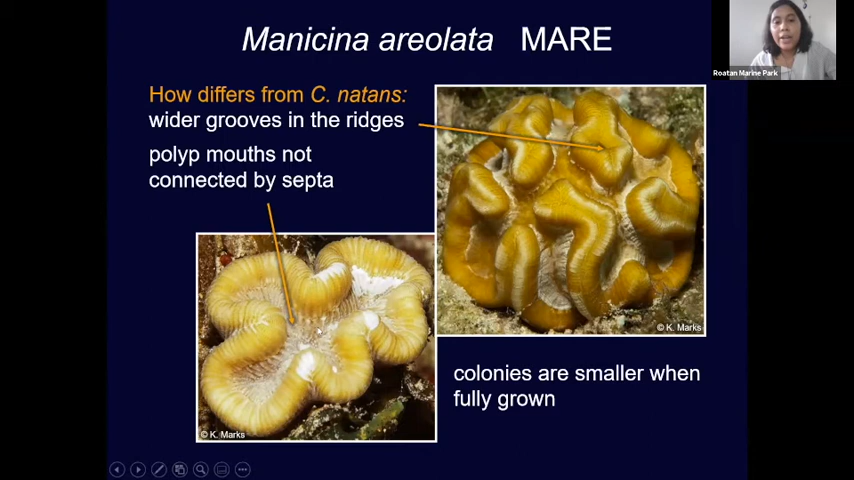 Manicina areolata MARE
Roatan Marine Park
How differs from C. natans:
wider grooves in the ridges
polyp mouths not
connected by septa
© K. Marks
colonies are smaller when
fully grown
© K. Marks